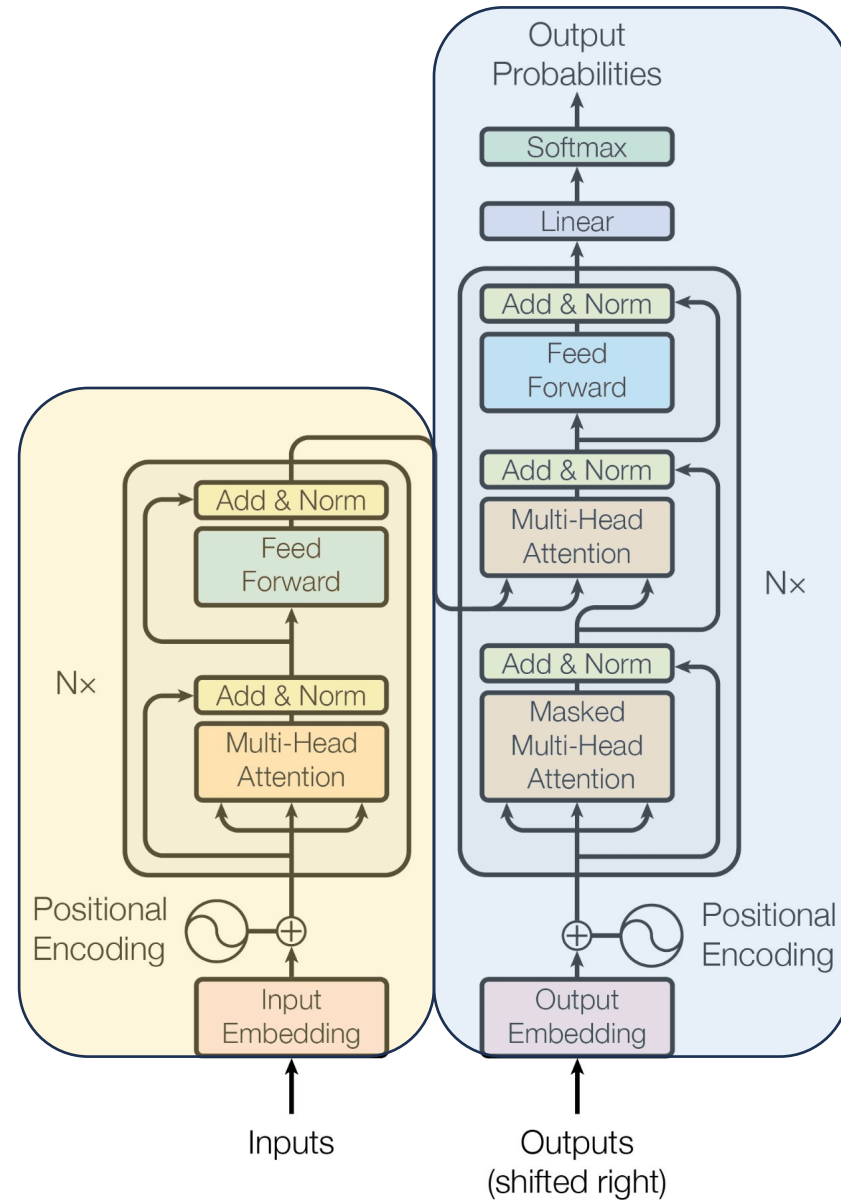 Output
Probabilities
Softmax
Linear
Add & Norm
Feed
Forward
Add & Norm
Multi-Head
Attention
Nx
Add & Norm
Masked
Multi-Head
Attention
Positional
Encoding
Output
Embedding
Outputs
(shifted right)
Add & Norm
Feed
Forward
Nx
Add & Norm
Multi-Head
Attention
Positional
Encoding
Input
Embedding
Inputs